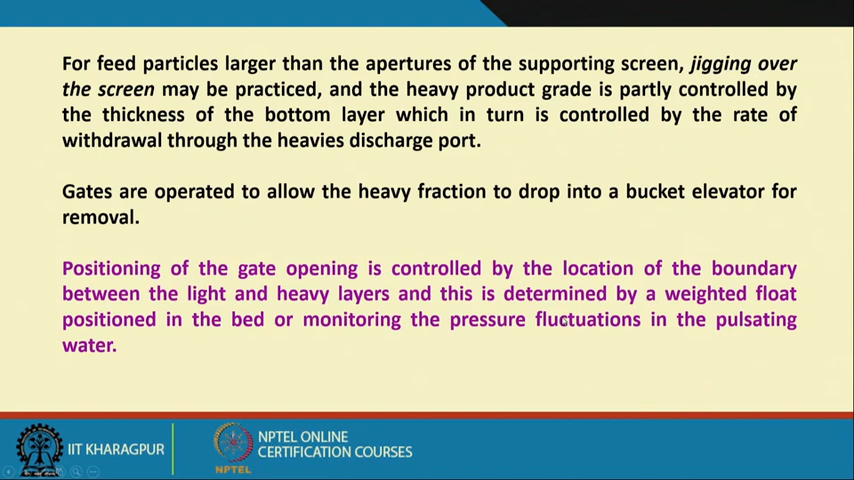 For feed particles larger than the apertures of the supporting screen, jigging over
the screen may be practiced, and the heavy product grade is partly controlled by
the thickness of the bottom layer which in turn is controlled by the rate of
withdrawal through the heavies discharge port.
Gates are operated to allow the heavy fraction to drop into a bucket elevator for
removal.
Positioning of the gate opening is controlled by the location of the boundary
between the light and heavy layers and this is determined by a weighted float
positioned in the bed or monitoring the pressure fluctuations in the pulsating
water.
IIT KHARAGPUR
NPTEL
NPTEL ONLINE
CERTIFICATION COURSES